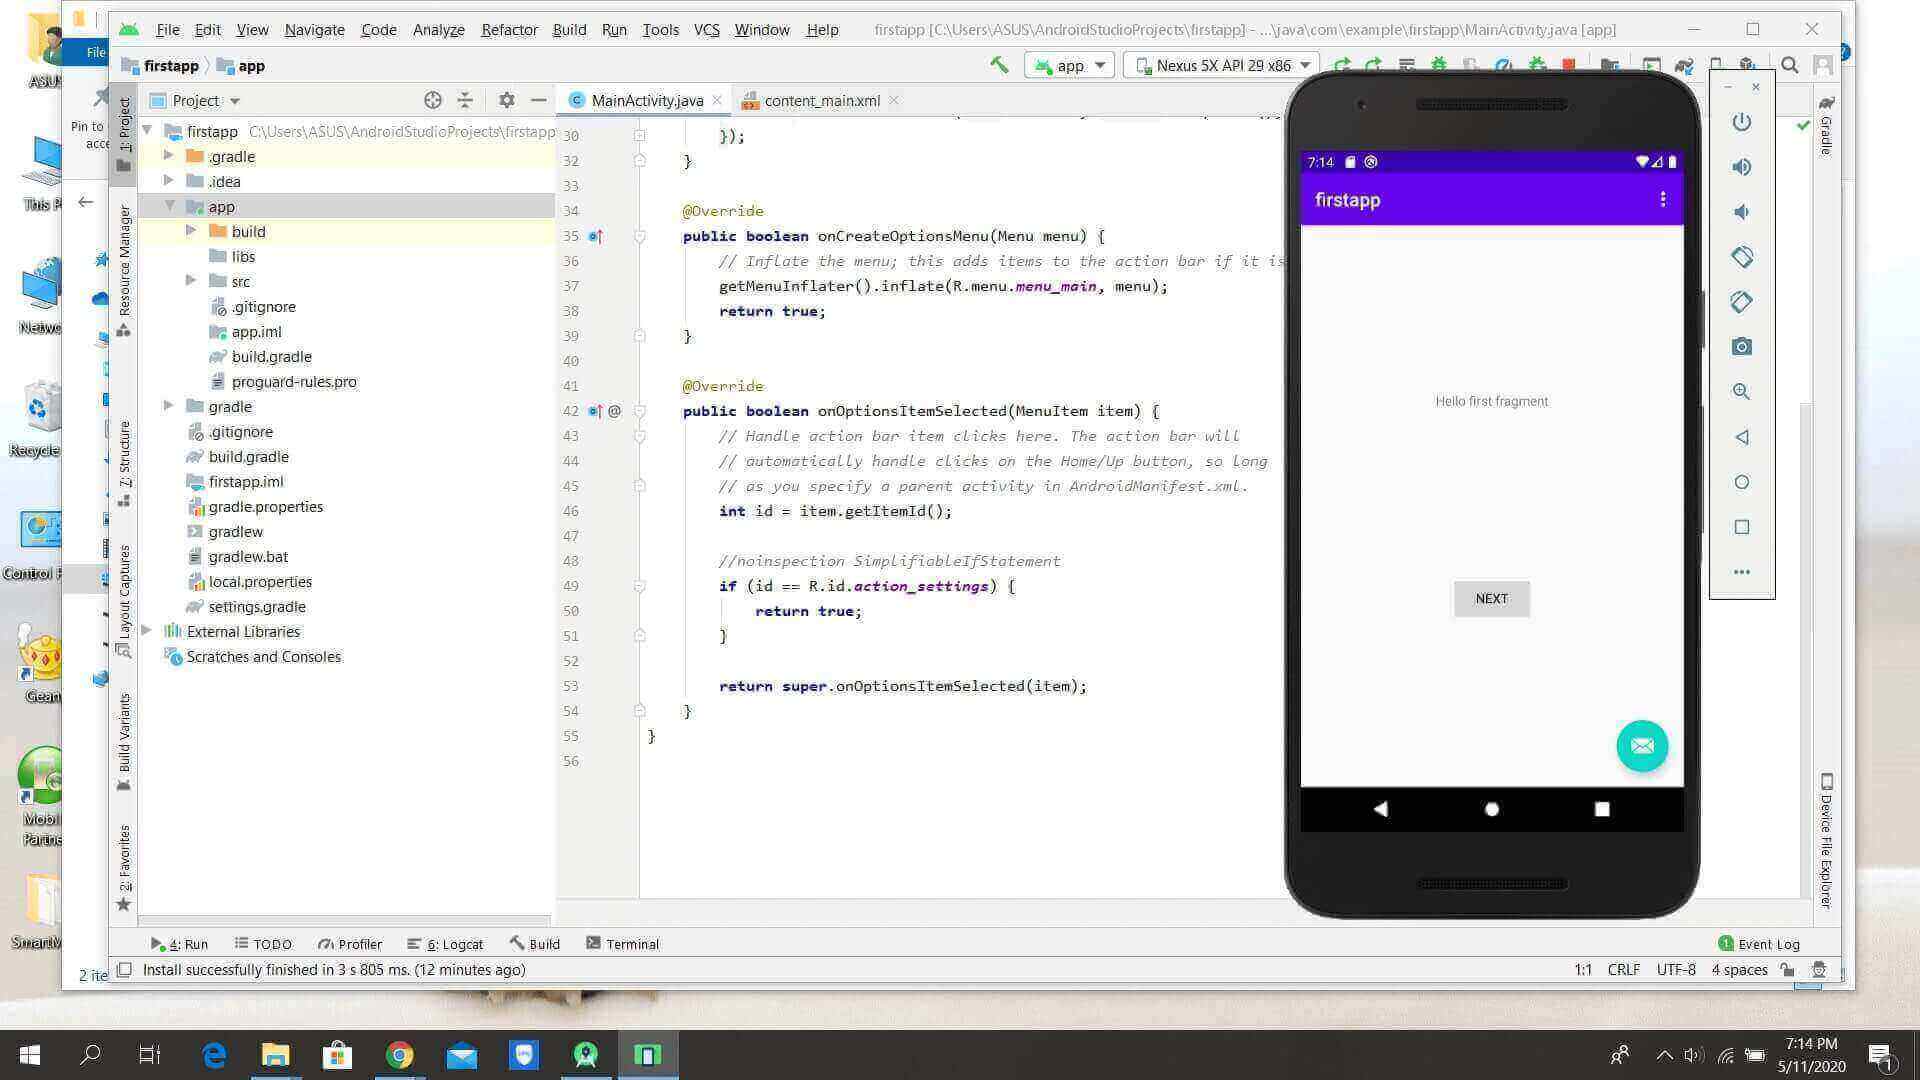 File Edit View Navigate Code Analyze Refactor Build Run Tools VCS Window Help firstapp [C:\Users\ASUS\AndroidStudioProjects\firstapp] - ...\java\com\example\firstapp\MainActivity.java [app]
File
firstapp app
app Nexus 5X API 29 x86
ASUS
Pin to
acce
This P
Netwo
Recycle
Control P
Gean
Mobil
Partne
SmartM
2 ite
1: Project
Resource Manager
7: Structure
Layout Captures
Build Variants
2: Favorites
Project
firstapp C:\Users\ASUS\AndroidStudioProjects\firstapp
.gradle
.idea
app
build
libs
src
.gitignore
app.iml
build.gradle
proguard-rules.pro
gradle
.gitignore
build.gradle
firstapp.iml
gradle.properties
gradlew
gradlew.bat
local.properties
settings.gradle
External Libraries
Scratches and Consoles
MainActivity.java content_main.xml
30 });
32 }
33
34 @Override
35 public boolean onCreateOptionsMenu(Menu menu) {
36 // Inflate the menu; this adds items to the action bar if it is
37 getMenuInflater().inflate(R.menu.menu_main, menu);
38 return true;
39 }
40
41 @Override
42 @ public boolean onOptionsItemSelected(MenuItem item) {
43 // Handle action bar item clicks here. The action bar will
44 // automatically handle clicks on the Home/Up button, so long
45 // as you specify a parent activity in AndroidManifest.xml.
46 int id = item.getItemId();
47
48 //noinspection SimplifiableIfStatement
49 if (id == R.id.action_settings) {
50 return true;
51 }
52
53 return super.onOptionsItemSelected(item);
54 }
55 }
56
7:14
firstapp
Hello first fragment
NEXT
Gradle
Device File Explorer
4: Run TODO Profiler 6: Logcat Build Terminal
1 Event Log
Install successfully finished in 3 s 805 ms. (12 minutes ago)
1:1 CRLF UTF-8 4 spaces
7:14 PM
5/11/2020
1